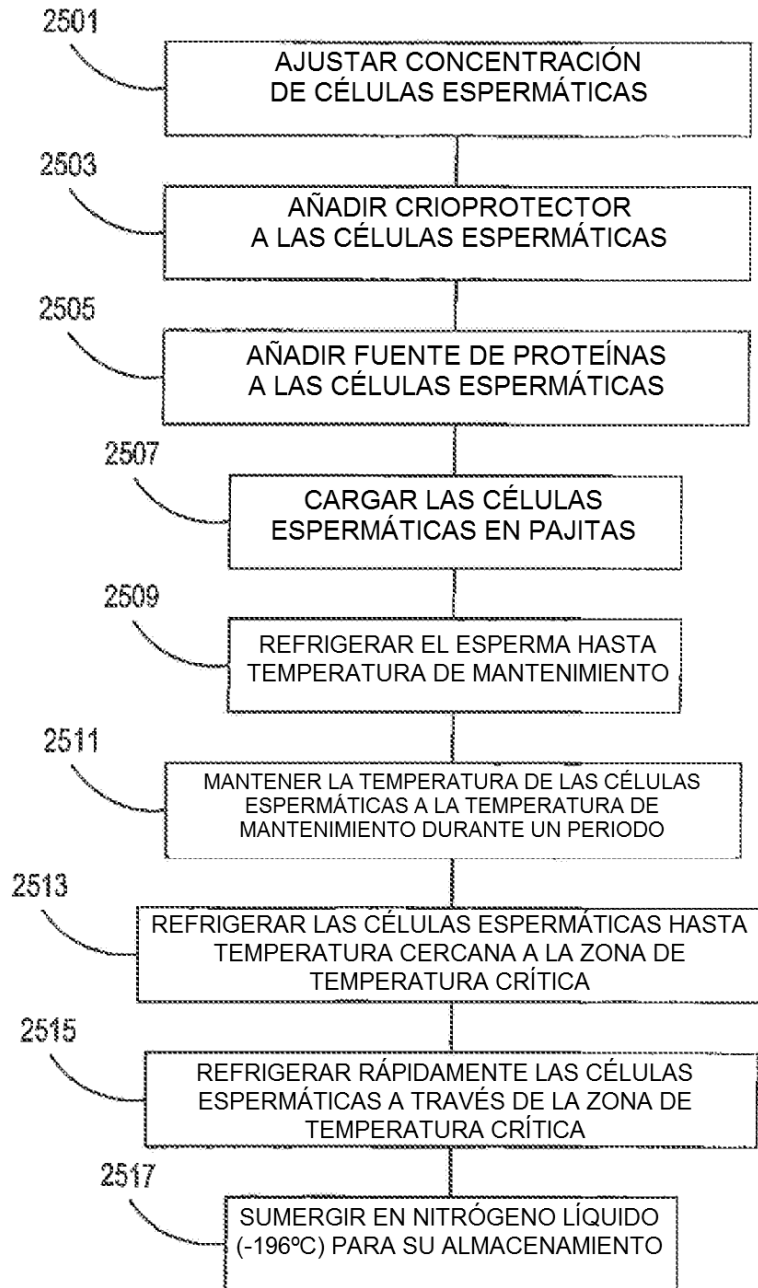 2501
AJUSTAR CONCENTRACIÓN
DE CÉLULAS ESPERMÁTICAS
2503
AÑADIR CRIOPROTECTOR
A LAS CÉLULAS ESPERMÁTICAS
2505
AÑADIR FUENTE DE PROTEÍNAS
A LAS CÉLULAS ESPERMÁTICAS
2507
CARGAR LAS CÉLULAS
ESPERMÁTICAS EN PAJITAS
2509
REFRIGERAR EL ESPERMA HASTA
TEMPERATURA DE MANTENIMIENTO
2511
MANTENER LA TEMPERATURA DE LAS CÉLULAS
ESPERMÁTICAS A LA TEMPERATURA DE
MANTENIMIENTO DURANTE UN PERIODO
2513
REFRIGERAR LAS CÉLULAS ESPERMÁTICAS HASTA
TEMPERATURA CERCANA A LA ZONA DE
TEMPERATURA CRÍTICA
2515
REFRIGERAR RÁPIDAMENTE LAS CÉLULAS
ESPERMÁTICAS A TRAVÉS DE LA ZONA DE
TEMPERATURA CRÍTICA
2517
SUMERGIR EN NITRÓGENO LÍQUIDO
(-196ºC) PARA SU ALMACENAMIENTO